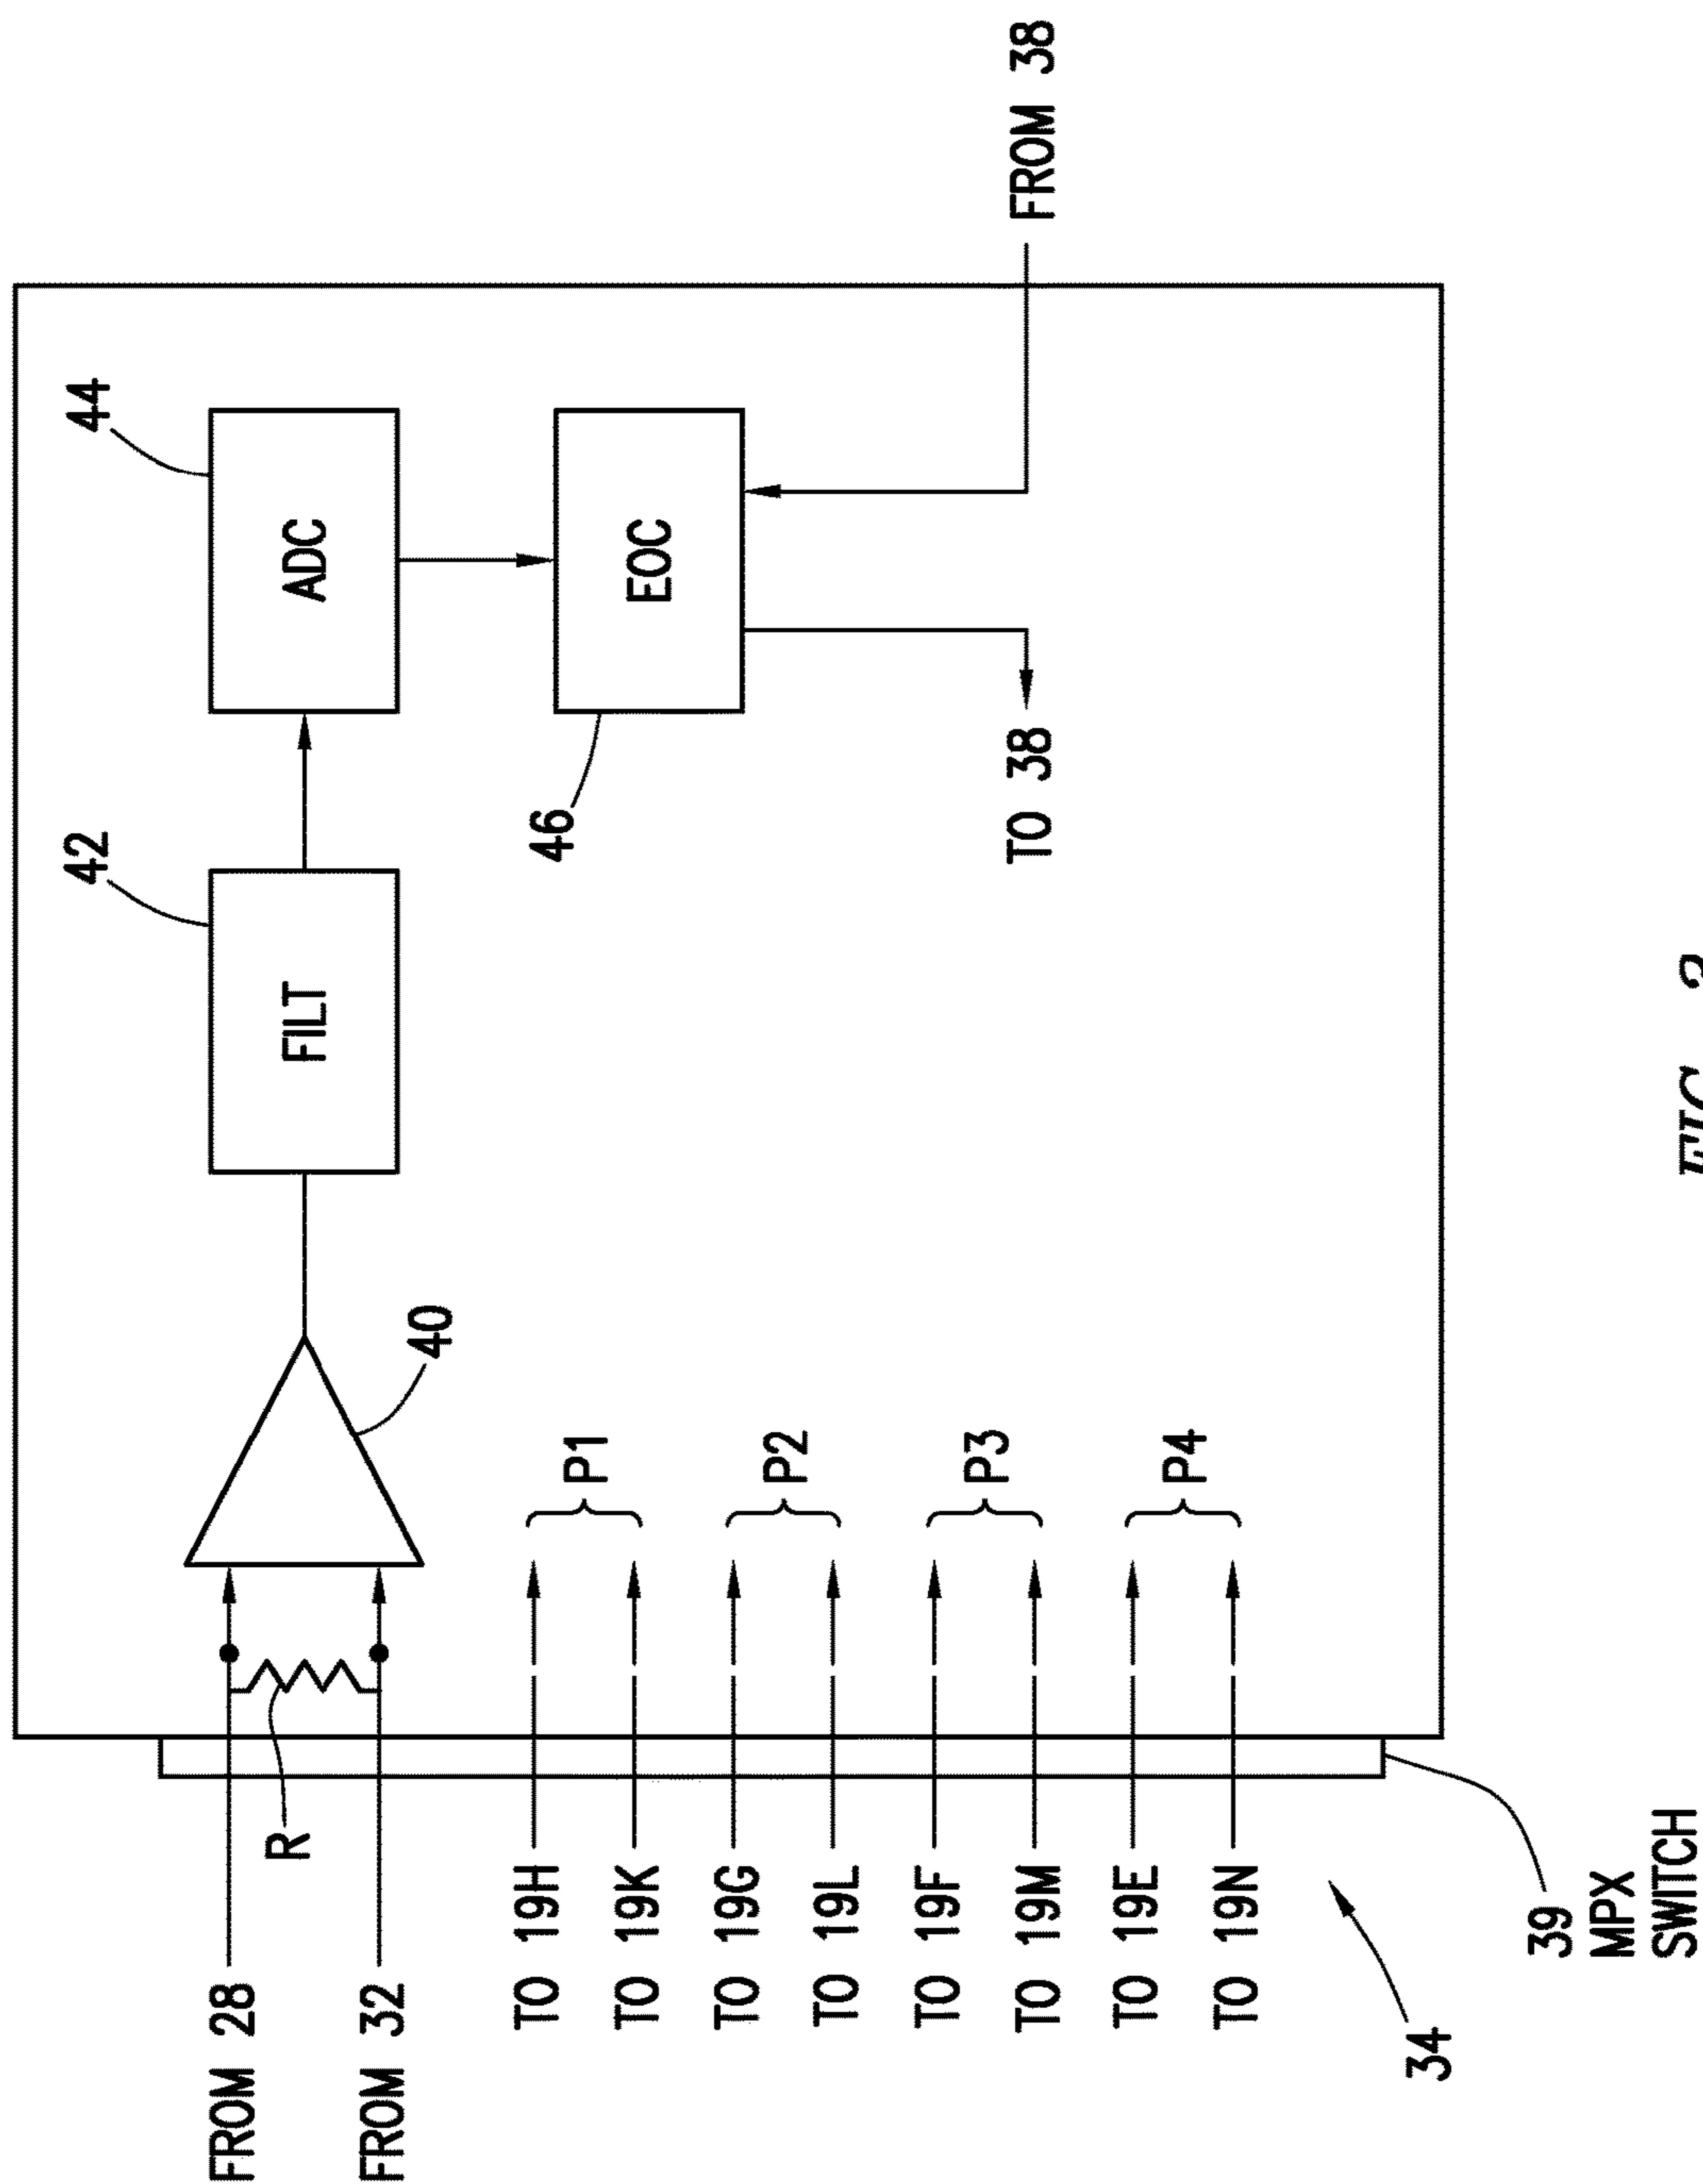 FROM 28
FROM 32
R
40
42
FILT
44
ADC
46
EOC
TO 38
FROM 38
TO 19H
TO 19K
P1
TO 19G
TO 19L
P2
TO 19F
TO 19M
P3
TO 19E
TO 19N
P4
34
39
MPX
SWITCH